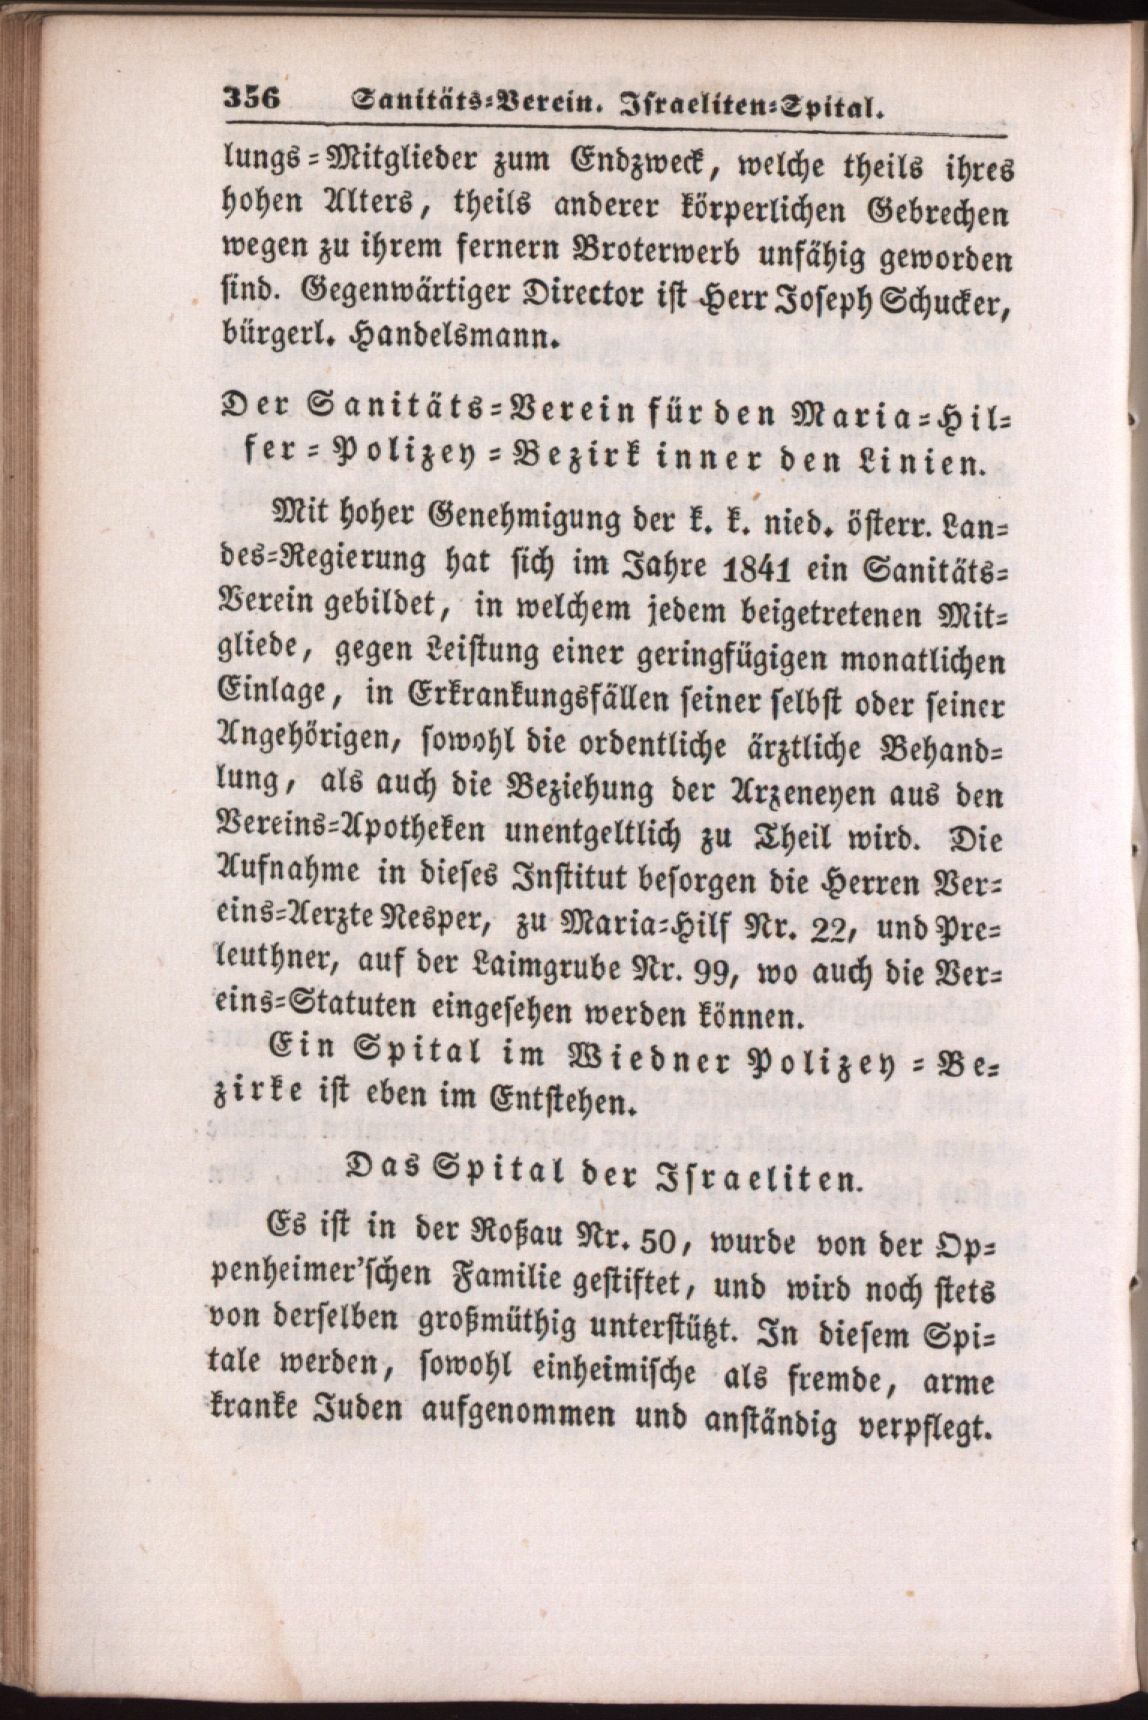 356 Sanitäts-Verein. Israeliten-Spital.
lungs-Mitglieder zum Endzweck, welche theils ihres
hohen Alters, theils anderer körperlichen Gebrechen
wegen zu ihrem fernern Broterwerb unfähig geworden
sind. Gegenwärtiger Director ist Herr Joseph Schucker,
bürgerl. Handelsmann.
Der Sanitäts-Verein für den Maria-Hil-
fer-Polizey-Bezirk inner den Linien.
Mit hoher Genehmigung der k. k. nied. österr. Lan-
des-Regierung hat sich im Jahre 1841 ein Sanitäts-
Verein gebildet, in welchem jedem beigetretenen Mit-
gliede, gegen Leistung einer geringfügigen monatlichen
Einlage, in Erkrankungsfällen seiner selbst oder seiner
Angehörigen, sowohl die ordentliche ärztliche Behand-
lung, als auch die Beziehung der Arzeneyen aus den
Vereins-Apotheken unentgeltlich zu Theil wird. Die
Aufnahme in dieses Institut besorgen die Herren Ver-
eins-Aerzte Nesper, zu Maria-Hilf Nr. 22, und Pre-
leuthner, auf der Laimgrube Nr. 99, wo auch die Ver-
eins-Statuten eingesehen werden können.
Ein Spital im Wiedner Polizey-Be-
zirke ist eben im Entstehen.
Das Spital der Israeliten.
Es ist in der Roßau Nr. 50, wurde von der Op-
penheimer'schen Familie gestiftet, und wird noch stets
von derselben großmüthig unterstützt. In diesem Spi-
tale werden, sowohl einheimische als fremde, arme
kranke Juden aufgenommen und anständig verpflegt.